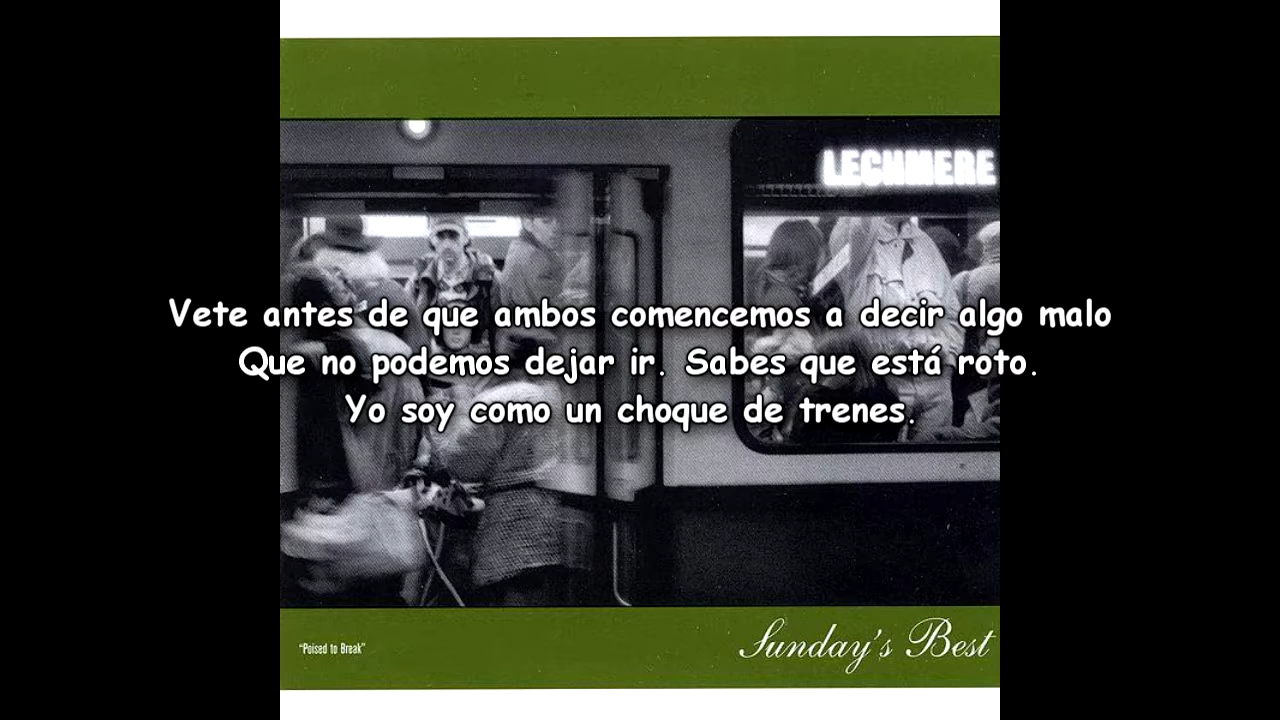 LECHMERE
Vete antes de que ambos comencemos a decir algo malo
Que no podemos dejar ir. Sabes que está roto.
Yo soy como un choque de trenes.
"Poised to Break"
Sunday's Best